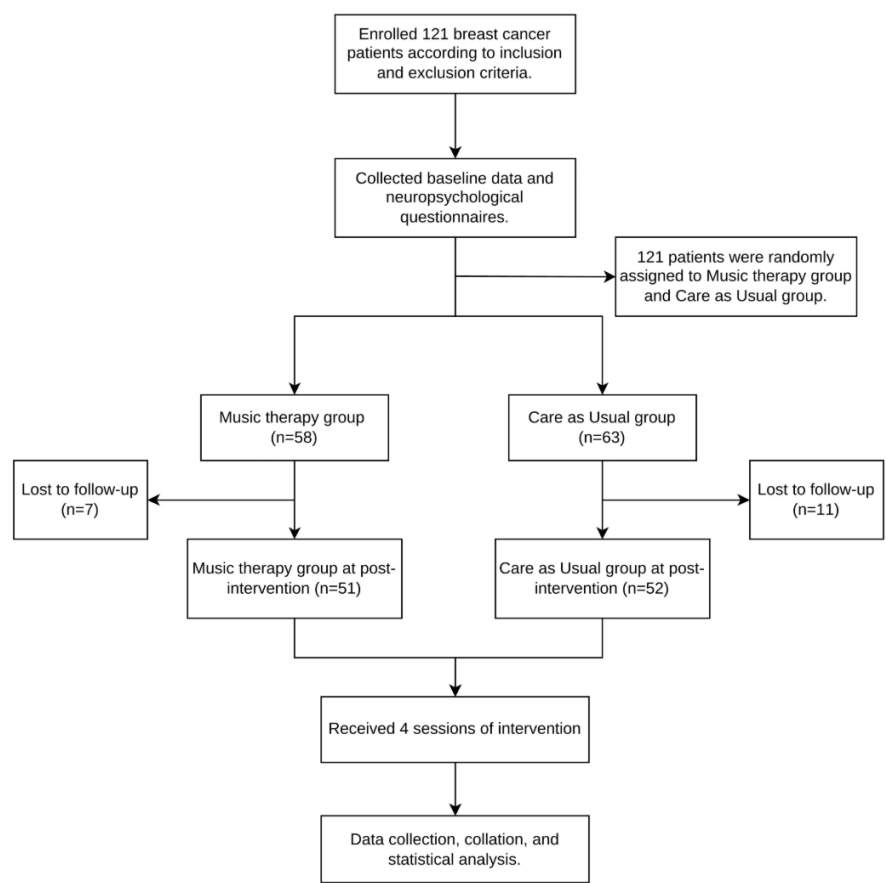 Enrolled 121 breast cancer
patients according to inclusion
and exclusion criteria.
Collected baseline data and
neuropsychological
questionnaires.
121 patients were randomly
assigned to Music therapy group
and Care as Usual group.
Music therapy group
(n=58)
Care as Usual group
(n=63)
Lost to follow-up
(n=7)
Lost to follow-up
(n=11)
Music therapy group at post-
intervention (n=51)
Care as Usual group at post-
intervention (n=52)
Received 4 sessions of intervention
Data collection, collation, and
statistical analysis.